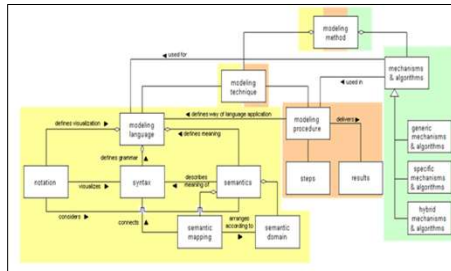 modeling
method
◄ used for
mechanisms
& algorithms
modeling
technique
◄ used in
◄ defines way of language application
defines visualization ►
modeling
language
◄ defines meaning
modeling
procedure
delivers ►
generic
mechanisms
& algorithms
defines grammar
▲
notation
visualizes ►
syntax
describes
◄
meaning of
semantics
steps
results
specific
mechanisms
& algorithms
considers ►
connects
▲
semantic
mapping
arranges
according to
►
semantic
domain
hybrid
mechanisms
& algorithms